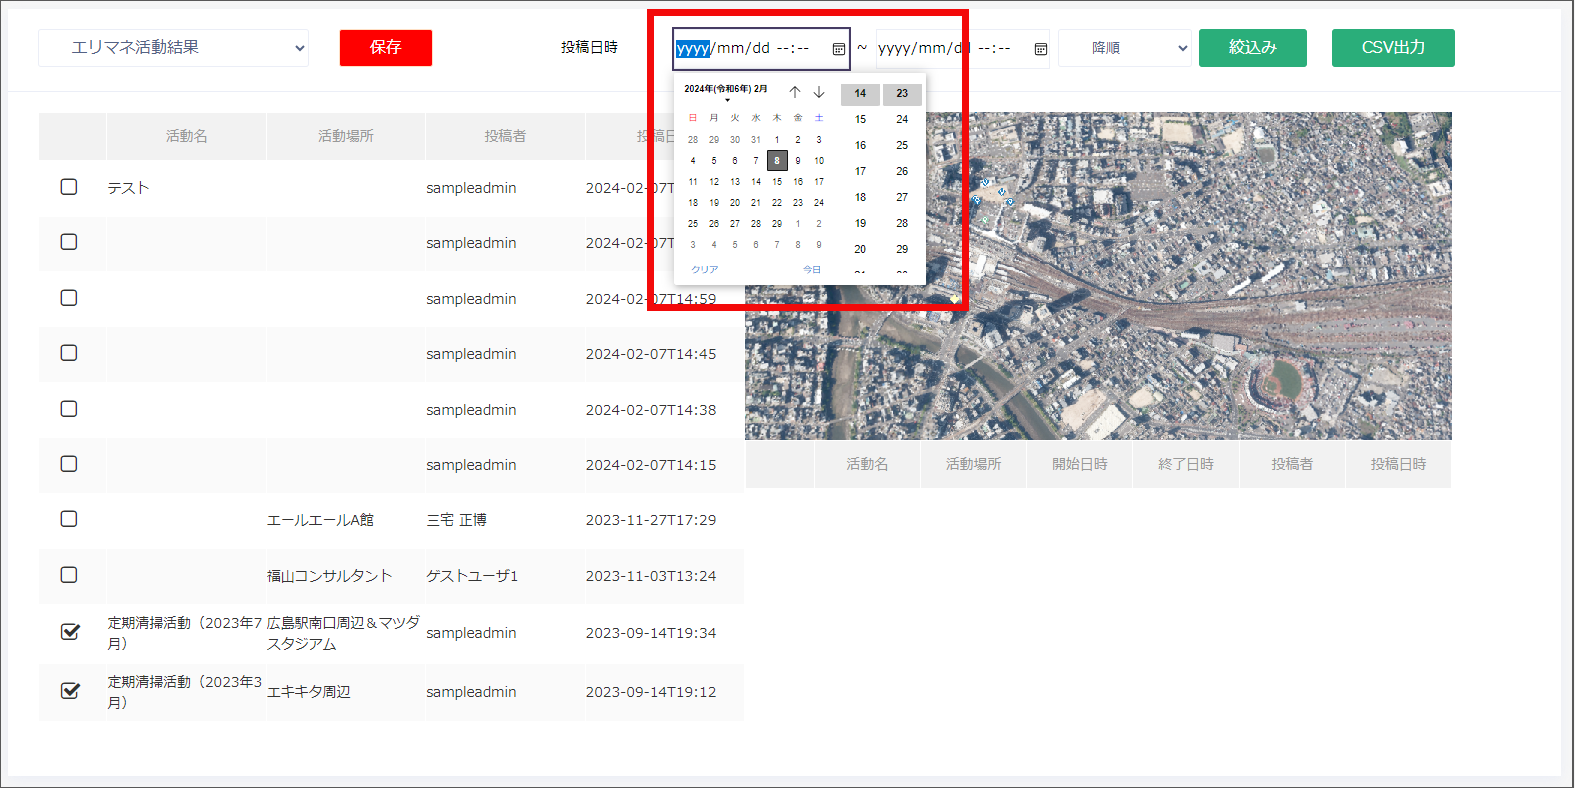 エリマネ活動結果 保存 投稿日時 yyyy/mm/dd --:-- ~ yyyy/mm/dd --:-- 降順 絞込み CSV出力
2024年(令和6年) 2月
日 月 火 水 木 金 土
28 29 30 31 1 2 3
4 5 6 7 8 9 10
11 12 13 14 15 16 17
18 19 20 21 22 23 24
25 26 27 28 29 1 2
3 4 5 6 7 8 9
クリア 今日
14 23
15 24
16 25
17 26
18 27
19 28
20 29
活動名 活動場所 投稿者 投稿日
テスト sampleadmin 2024-02-07T
sampleadmin 2024-02-07T
sampleadmin 2024-02-07T14:59
sampleadmin 2024-02-07T14:45
sampleadmin 2024-02-07T14:38
sampleadmin 2024-02-07T14:15
エールエールA館 三宅 正博 2023-11-27T17:29
福山コンサルタント ゲストユーザ1 2023-11-03T13:24
定期清掃活動（2023年7月） 広島駅南口周辺＆マツダスタジアム sampleadmin 2023-09-14T19:34
定期清掃活動（2023年3月） エキキタ周辺 sampleadmin 2023-09-14T19:12
活動名 活動場所 開始日時 終了日時 投稿者 投稿日時